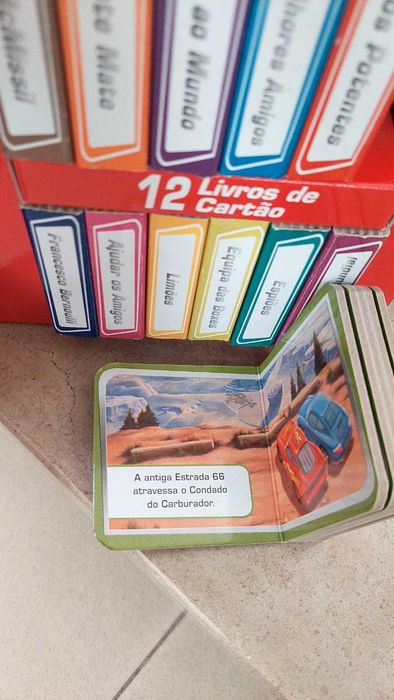 Mate
ao Mundo
lhores Amigos
os Potentes
12 Livros de
Cartão
Francesco Bernoulli
Ajudar os Amigos
Limões
Equipa das Boxes
Espiões
A antiga Estrada 66
atravessa o Condado
do Carburador.